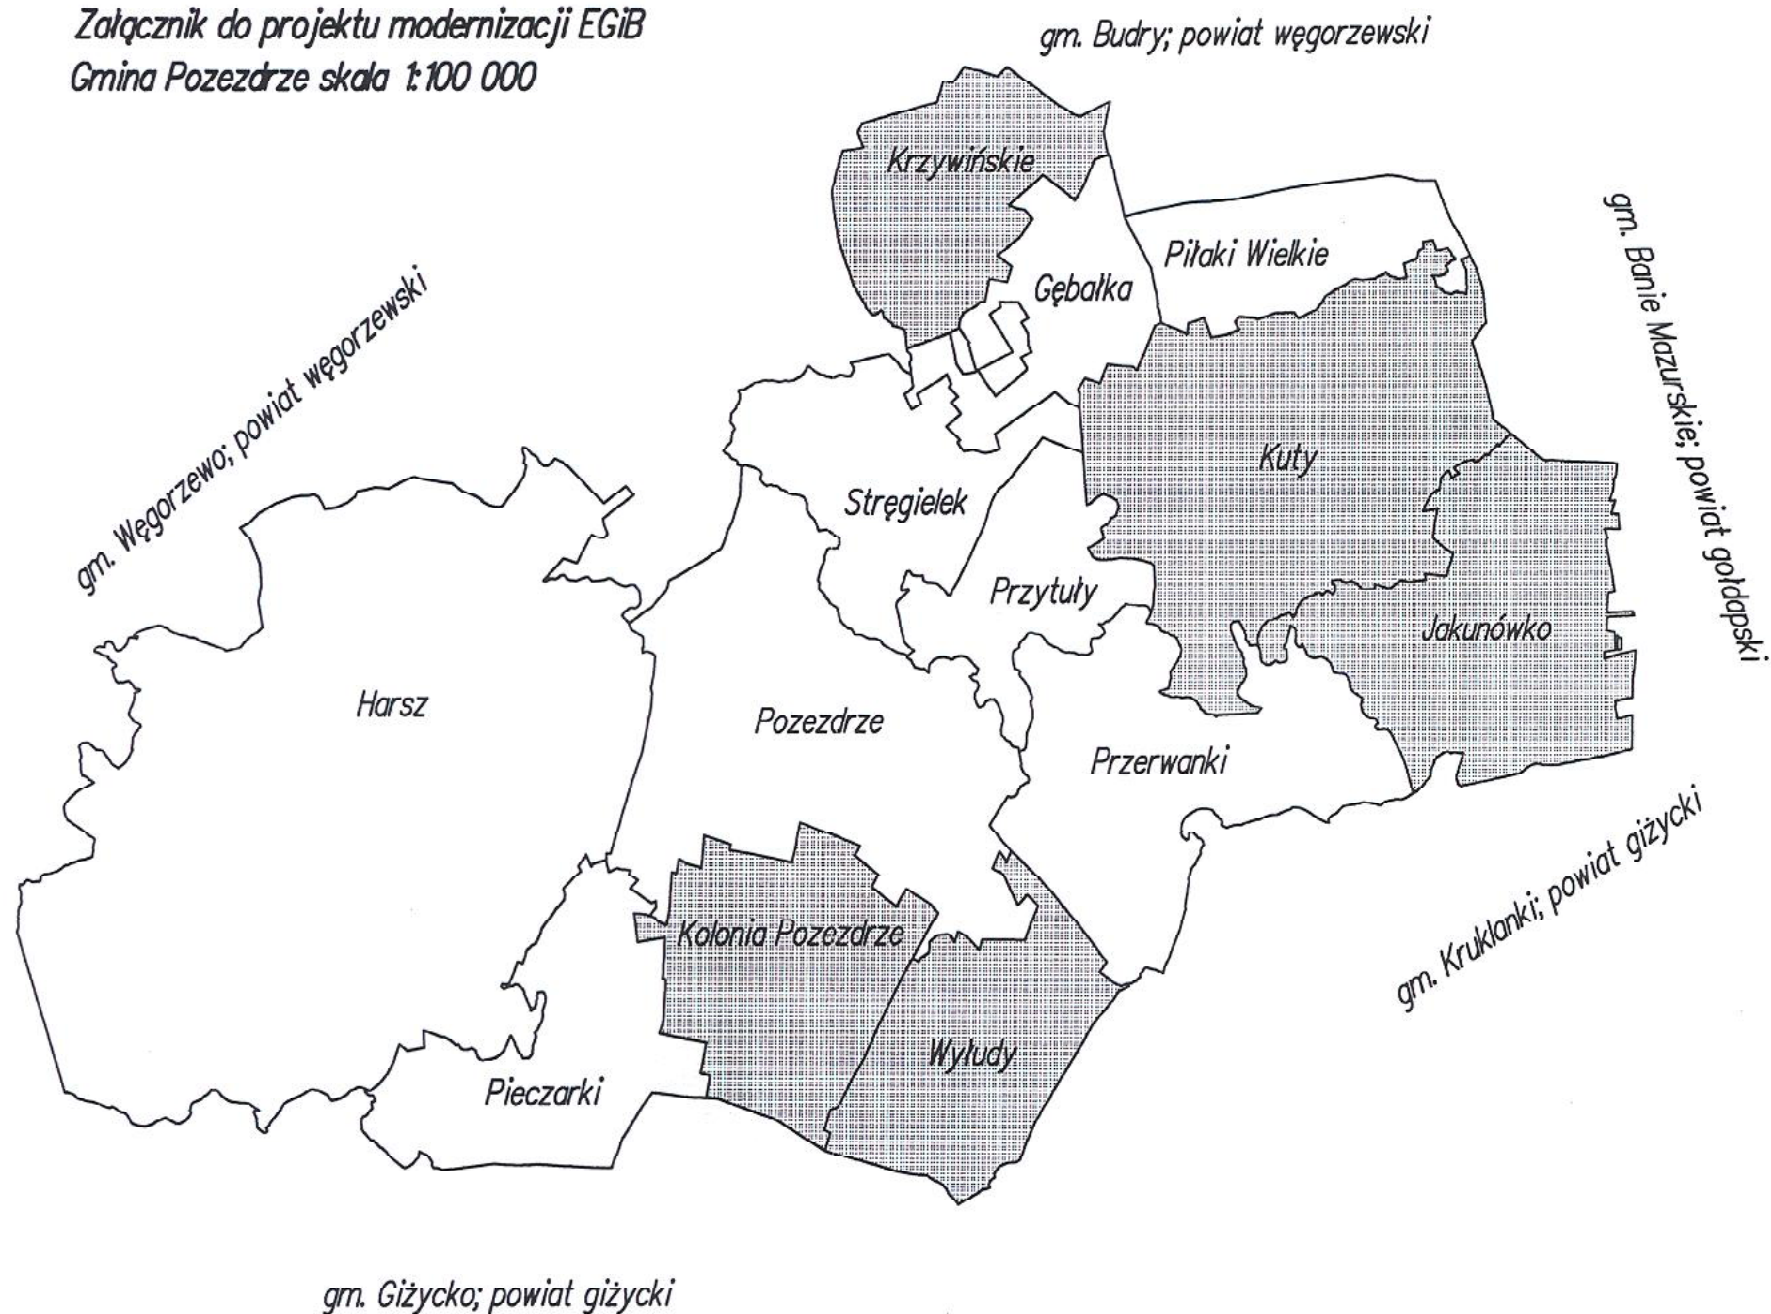 Załącznik do projektu modernizacji EGiB
Gmina Pozezdrze skala 1:100 000
gm. Budry; powiat węgorzewski
Krzywińskie
gm. Banie Mazurskie; powiat gołdapski
Piłaki Wielkie
Gębałka
gm. Węgorzewo; powiat węgorzewski
Kuty
Stręgielek
Przytuły
Jakunówko
Harsz
Pozezdrze
Przerwanki
gm. Kruklanki; powiat giżycki
Kolonia Pozezdrze
Wyłudy
Pieczarki
gm. Giżycko; powiat giżycki